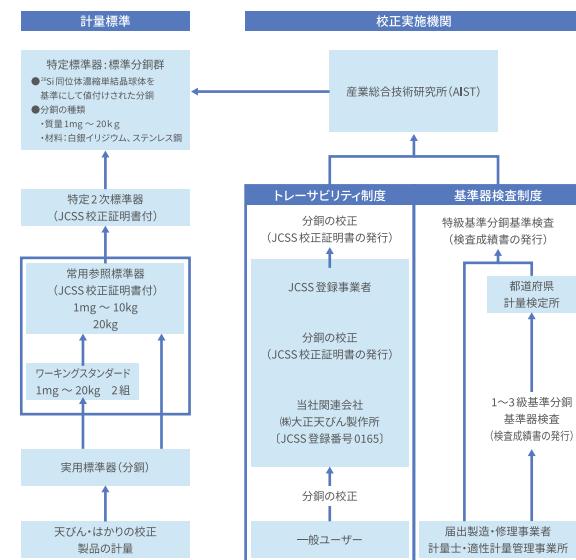 計量標準
特定標準器：標準分銅群
●²⁸Si同位体濃縮単結晶球体を
基準にして値付けされた分銅
●分銅の種類
・質量1mg ～ 20kg
・材料：白銀イリジウム、ステンレス鋼
特定2次標準器
（JCSS校正証明書付）
常用参照標準器
（JCSS校正証明書付）
1mg ～ 10kg
20kg
ワーキングスタンダード
1mg ～ 20kg 2組
実用標準器（分銅）
天びん・はかりの校正
製品の計量
校正実施機関
産業総合技術研究所（AIST）
トレーサビリティ制度
分銅の校正
（JCSS校正証明書の発行）
JCSS登録事業者
分銅の校正
（JCSS校正証明書の発行）
当社関連会社
㈱大正天びん製作所
〔JCSS登録番号0165〕
分銅の校正
一般ユーザー
基準器検査制度
特級基準分銅基準検査
（検査成績書の発行）
都道府県
計量検定所
1～3級基準分銅
基準器検査
（検査成績書の発行）
届出製造・修理事業者
計量士・適性計量管理事業所